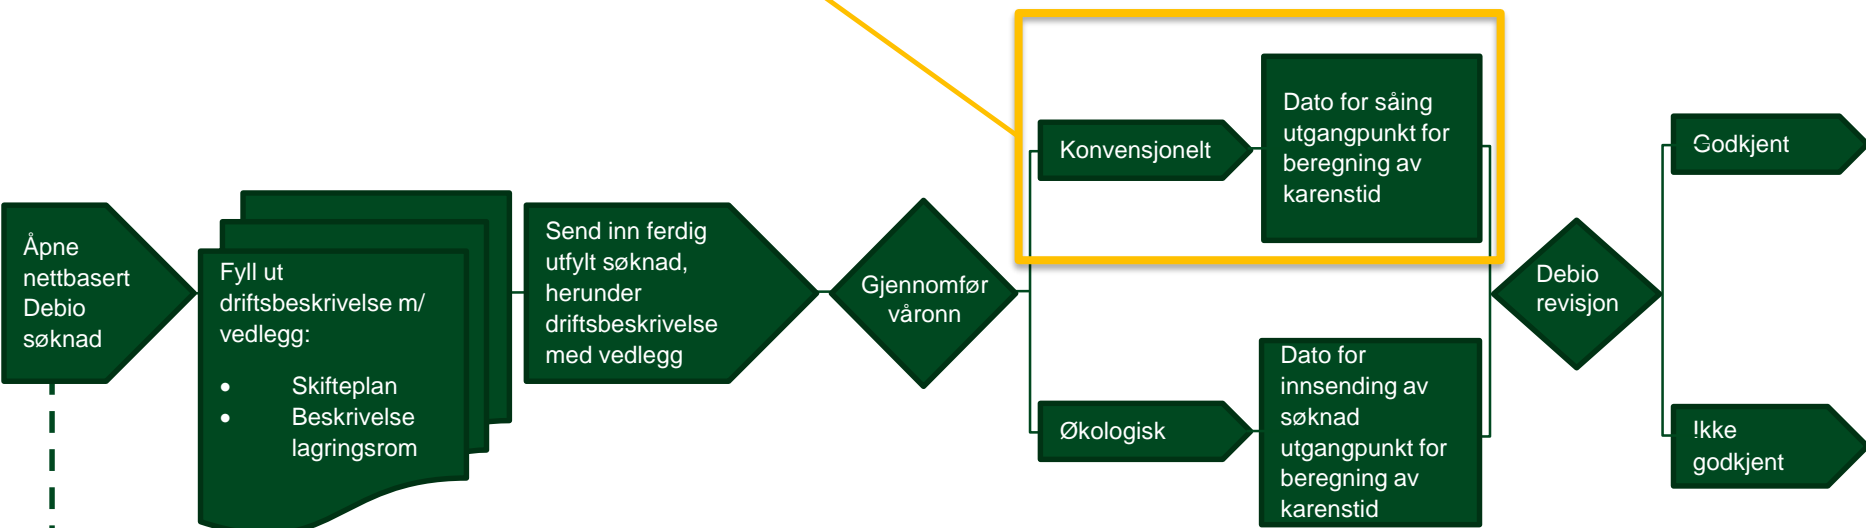 Åpne
nettbasert
Debio
søknad
Fyll ut
driftsbeskrivelse m/
vedlegg:
• Skifteplan
• Beskrivelse
lagringsrom
Send inn ferdig
utfylt søknad,
herunder
driftsbeskrivelse
med vedlegg
Gjennomfør
våronn
Konvensjonelt
Dato for såing
utgangpunkt for
beregning av
karenstid
Økologisk
Dato for
innsending av
søknad
utgangpunkt for
beregning av
karenstid
Debio
revisjon
Godkjent
Ikke
godkjent